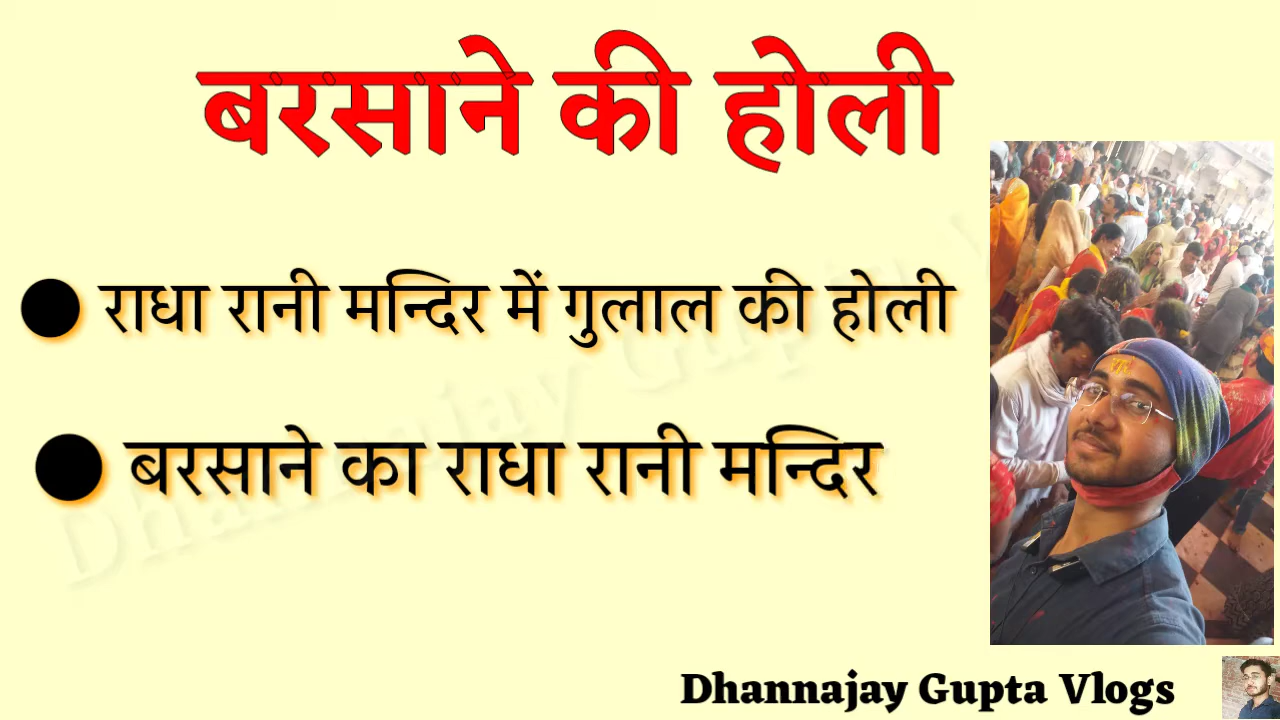 बरसाने की होली
● राधा रानी मन्दिर में गुलाल की होली
● बरसाने का राधा रानी मन्दिर
Dhannajay Gupta Vlogs